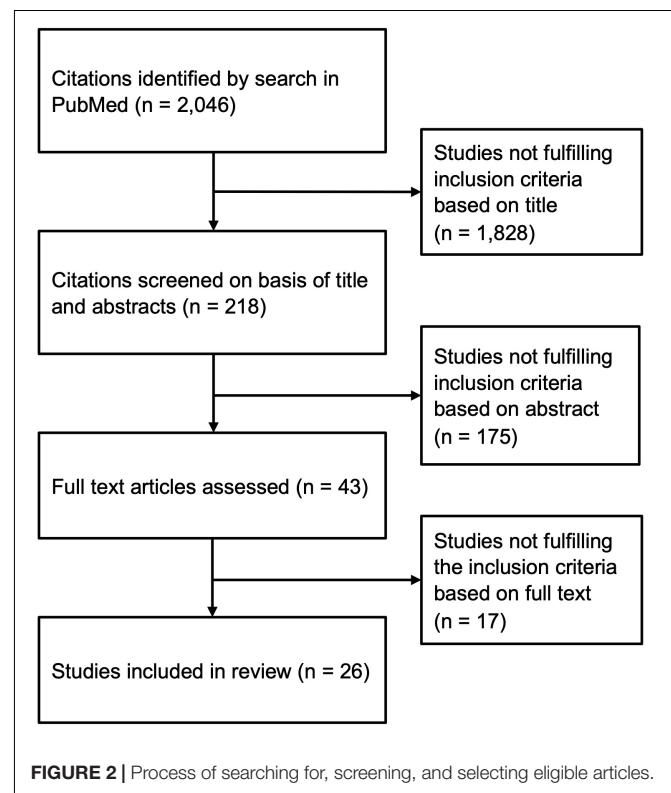 Citations identified by search in
PubMed (n = 2,046)
Studies not fulfilling
inclusion criteria
based on title
(n = 1,828)
Citations screened on basis of title
and abstracts (n = 218)
Studies not fulfilling
inclusion criteria
based on abstract
(n = 175)
Full text articles assessed (n = 43)
Studies not fulfilling
the inclusion criteria
based on full text
(n = 17)
Studies included in review (n = 26)
FIGURE 2 | Process of searching for, screening, and selecting eligible articles.